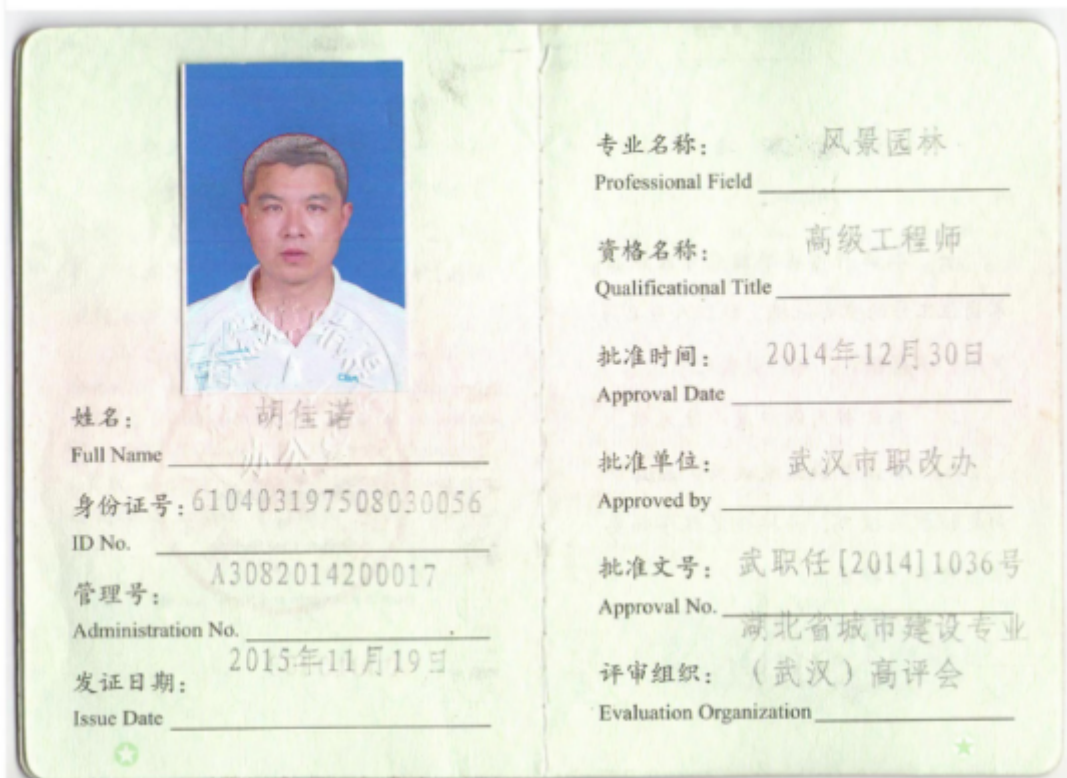 姓名: 胡佳诺
Full Name
办公
身份证号: 610403197508030056
ID No.
管理号: A3082014200017
Administration No.
发证日期: 2015年11月19日
Issue Date
专业名称: 风景园林
Professional Field
资格名称: 高级工程师
Qualificational Title
批准时间: 2014年12月30日
Approval Date
批准单位: 武汉市职改办
Approved by
批准文号: 武职任[2014]1036号
Approval No.
湖北省城市建设专业
评审组织: (武汉)高评会
Evaluation Organization